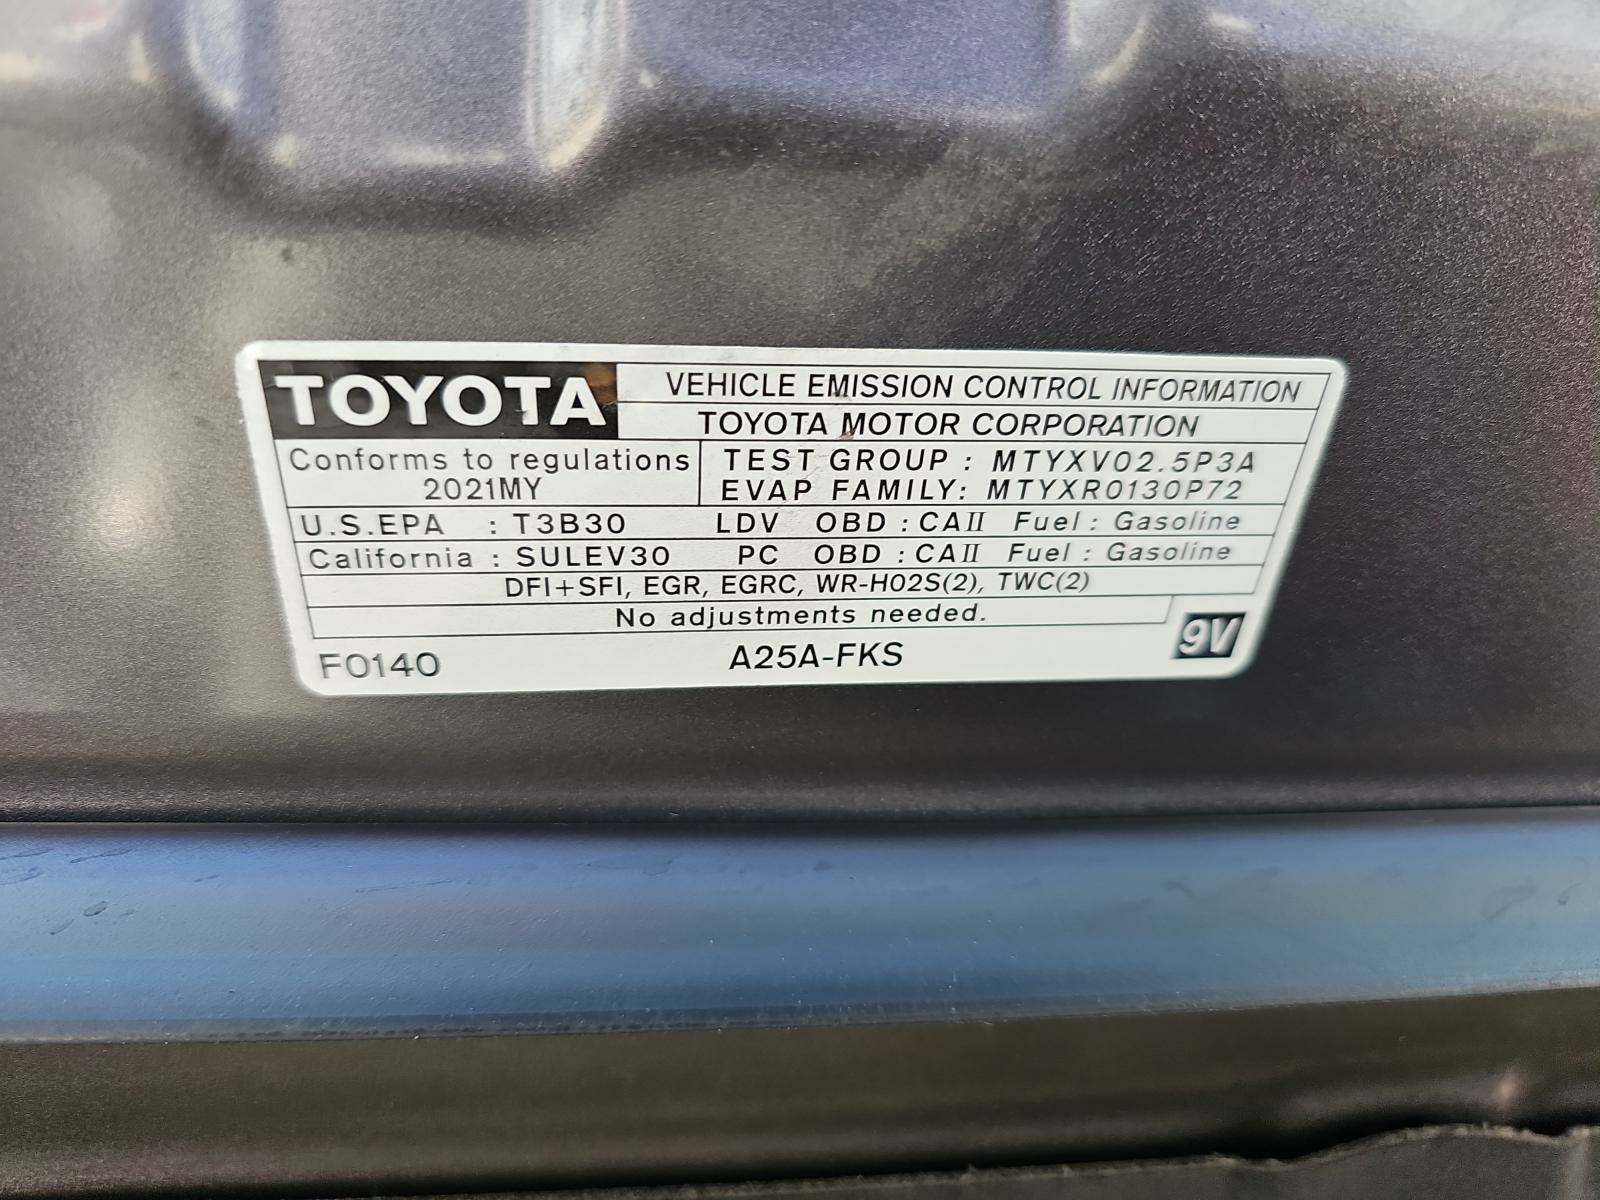 TOYOTA
VEHICLE EMISSION CONTROL INFORMATION
TOYOTA MOTOR CORPORATION
Conforms to regulations
2021MY
TEST GROUP : MTYXV02.5P3A
EVAP FAMILY: MTYXR0130P72
U.S.EPA : T3B30 LDV OBD : CAII Fuel : Gasoline
California : SULEV30 PC OBD : CAII Fuel : Gasoline
DFI+SFI, EGR, EGRC, WR-HO2S(2), TWC(2)
No adjustments needed.
F0140 A25A-FKS 9V